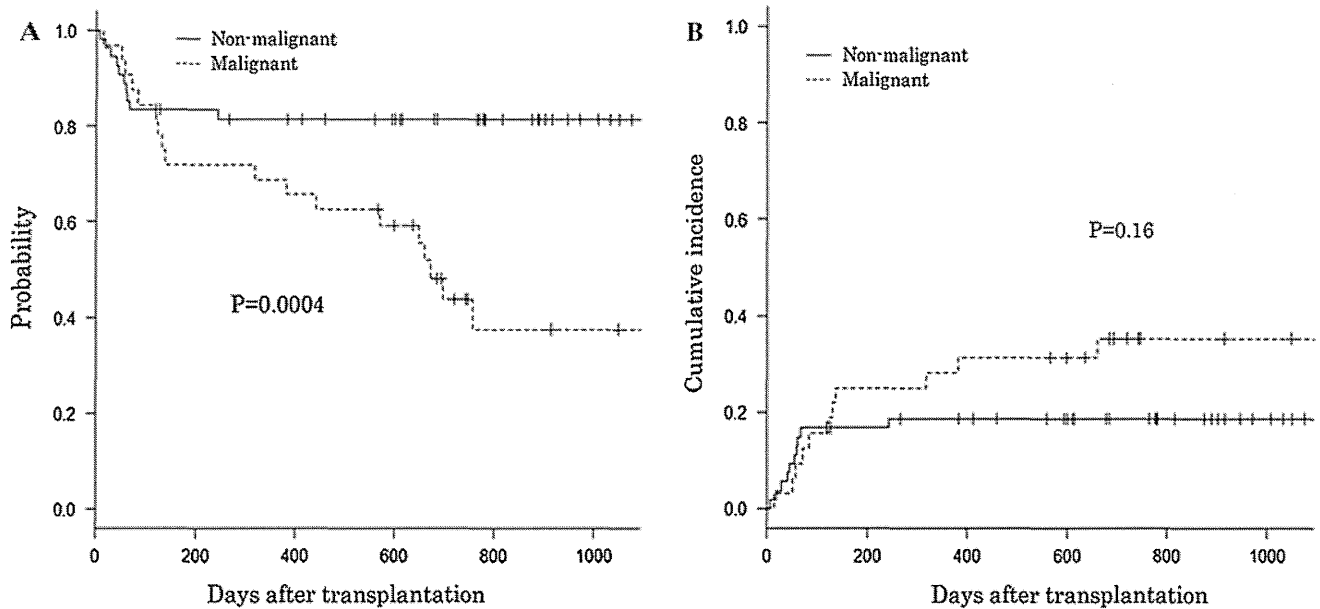 A
Non-malignant
Malignant
P=0.0004
Probability
1.0
0.8
0.6
0.4
0.2
0.0
0 200 400 600 800 1000
Days after transplantation
B
Non-malignant
Malignant
P=0.16
Cumulative incidence
1.0
0.8
0.6
0.4
0.2
0.0
0 200 400 600 800 1000
Days after transplantation